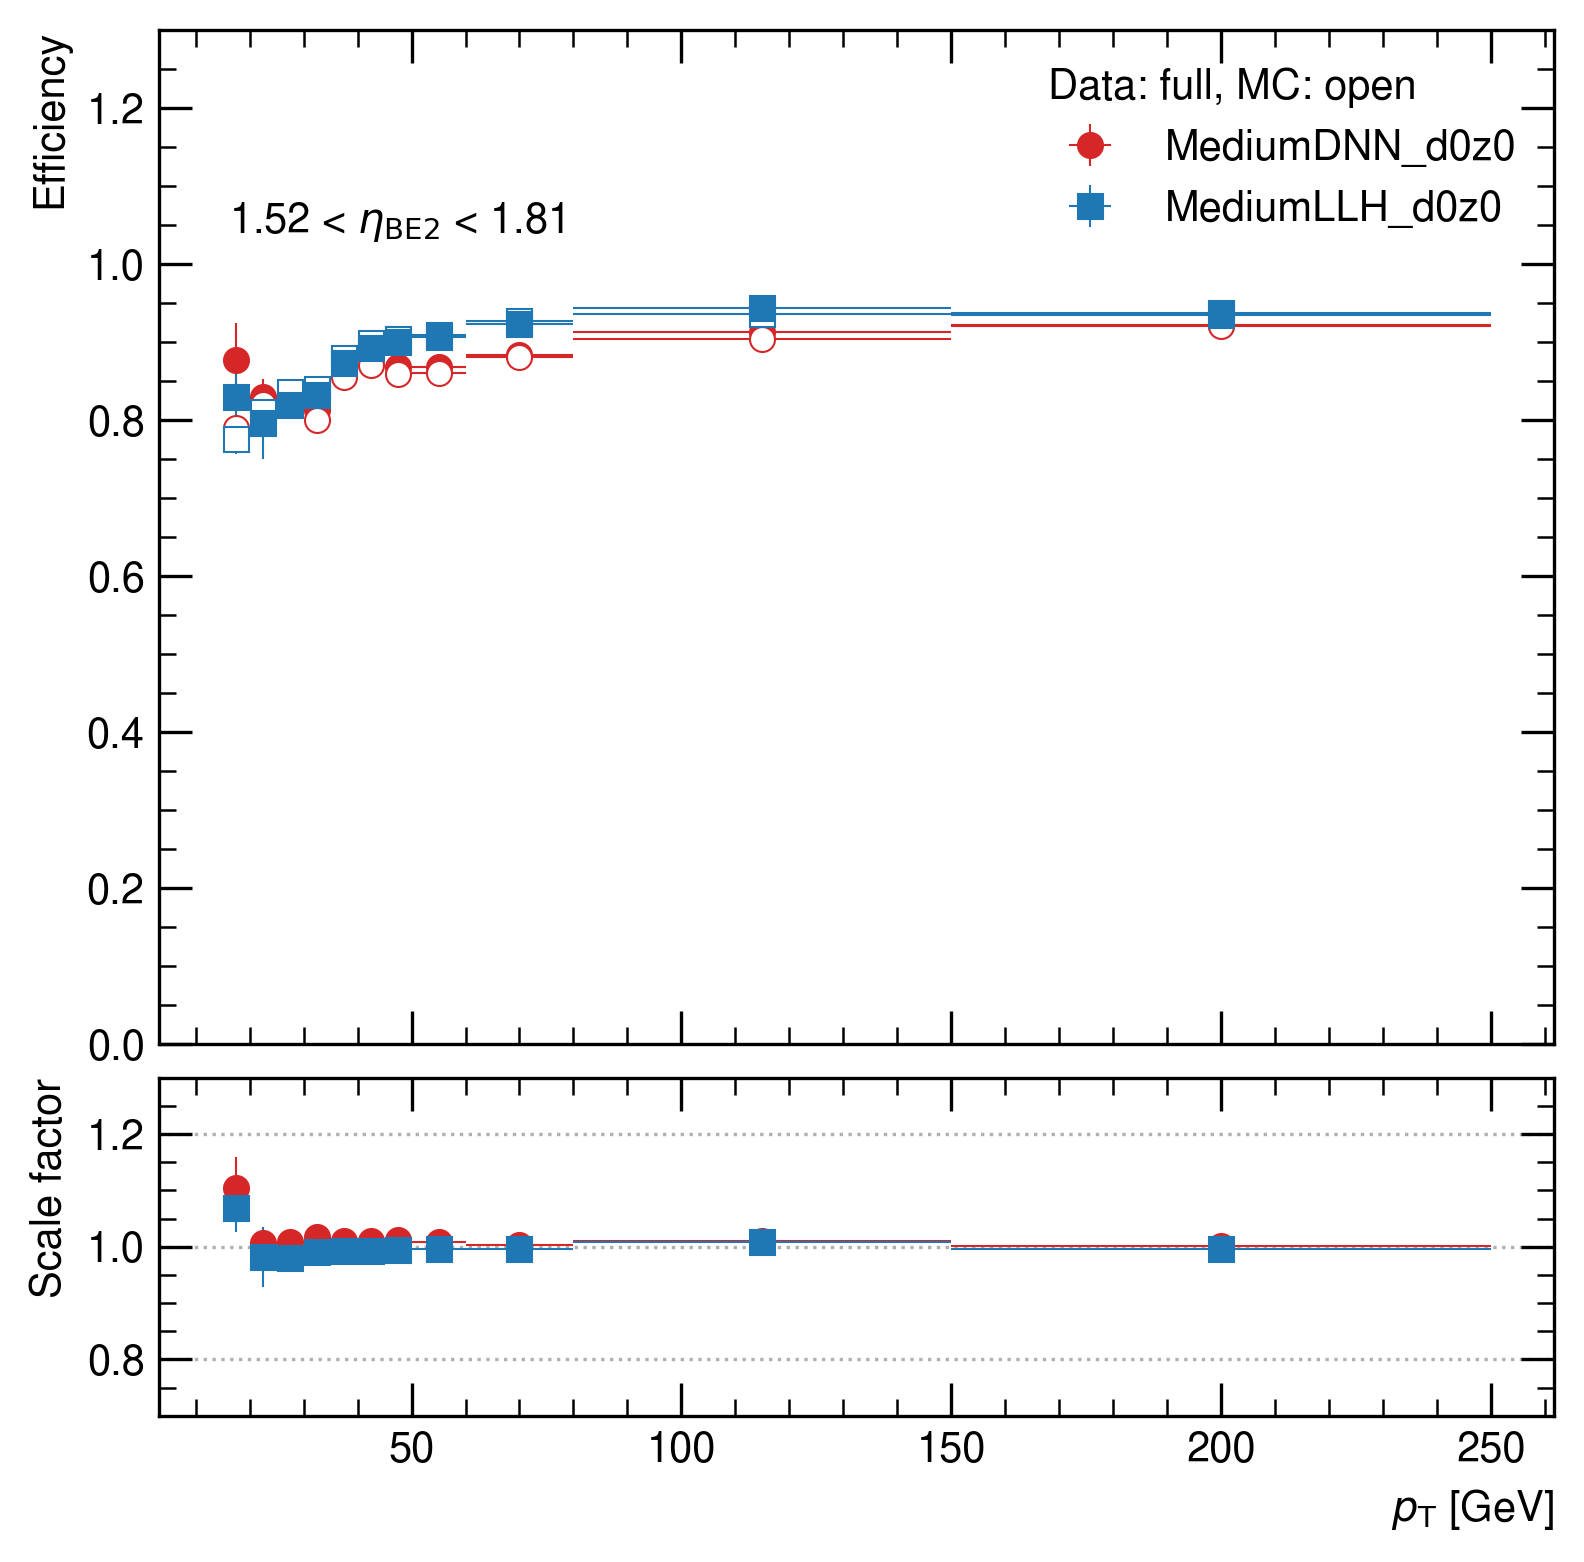 Efficiency
Data: full, MC: open
MediumDNN_d0z0
MediumLLH_d0z0
1.52 < η_BE2 < 1.81
1.2
1.0
0.8
0.6
0.4
0.2
0.0
Scale factor
1.2
1.0
0.8
50 100 150 200 250
p_T [GeV]